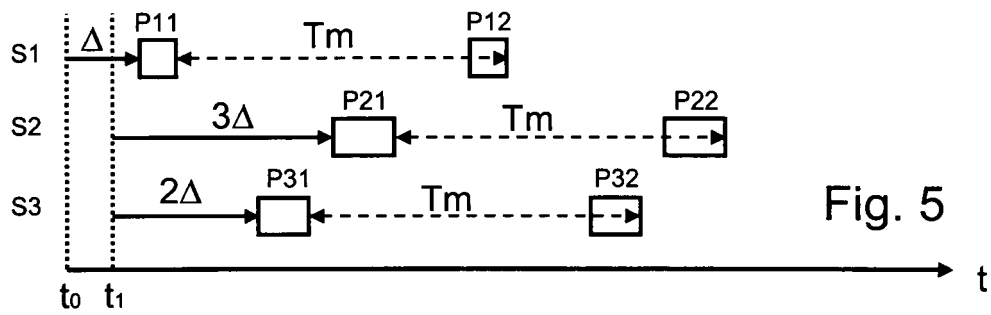 P11 P12
S1 Δ Tm
P21 P22
S2 3Δ Tm
P31 P32
S3 2Δ Tm
Fig. 5
t
t0 t1